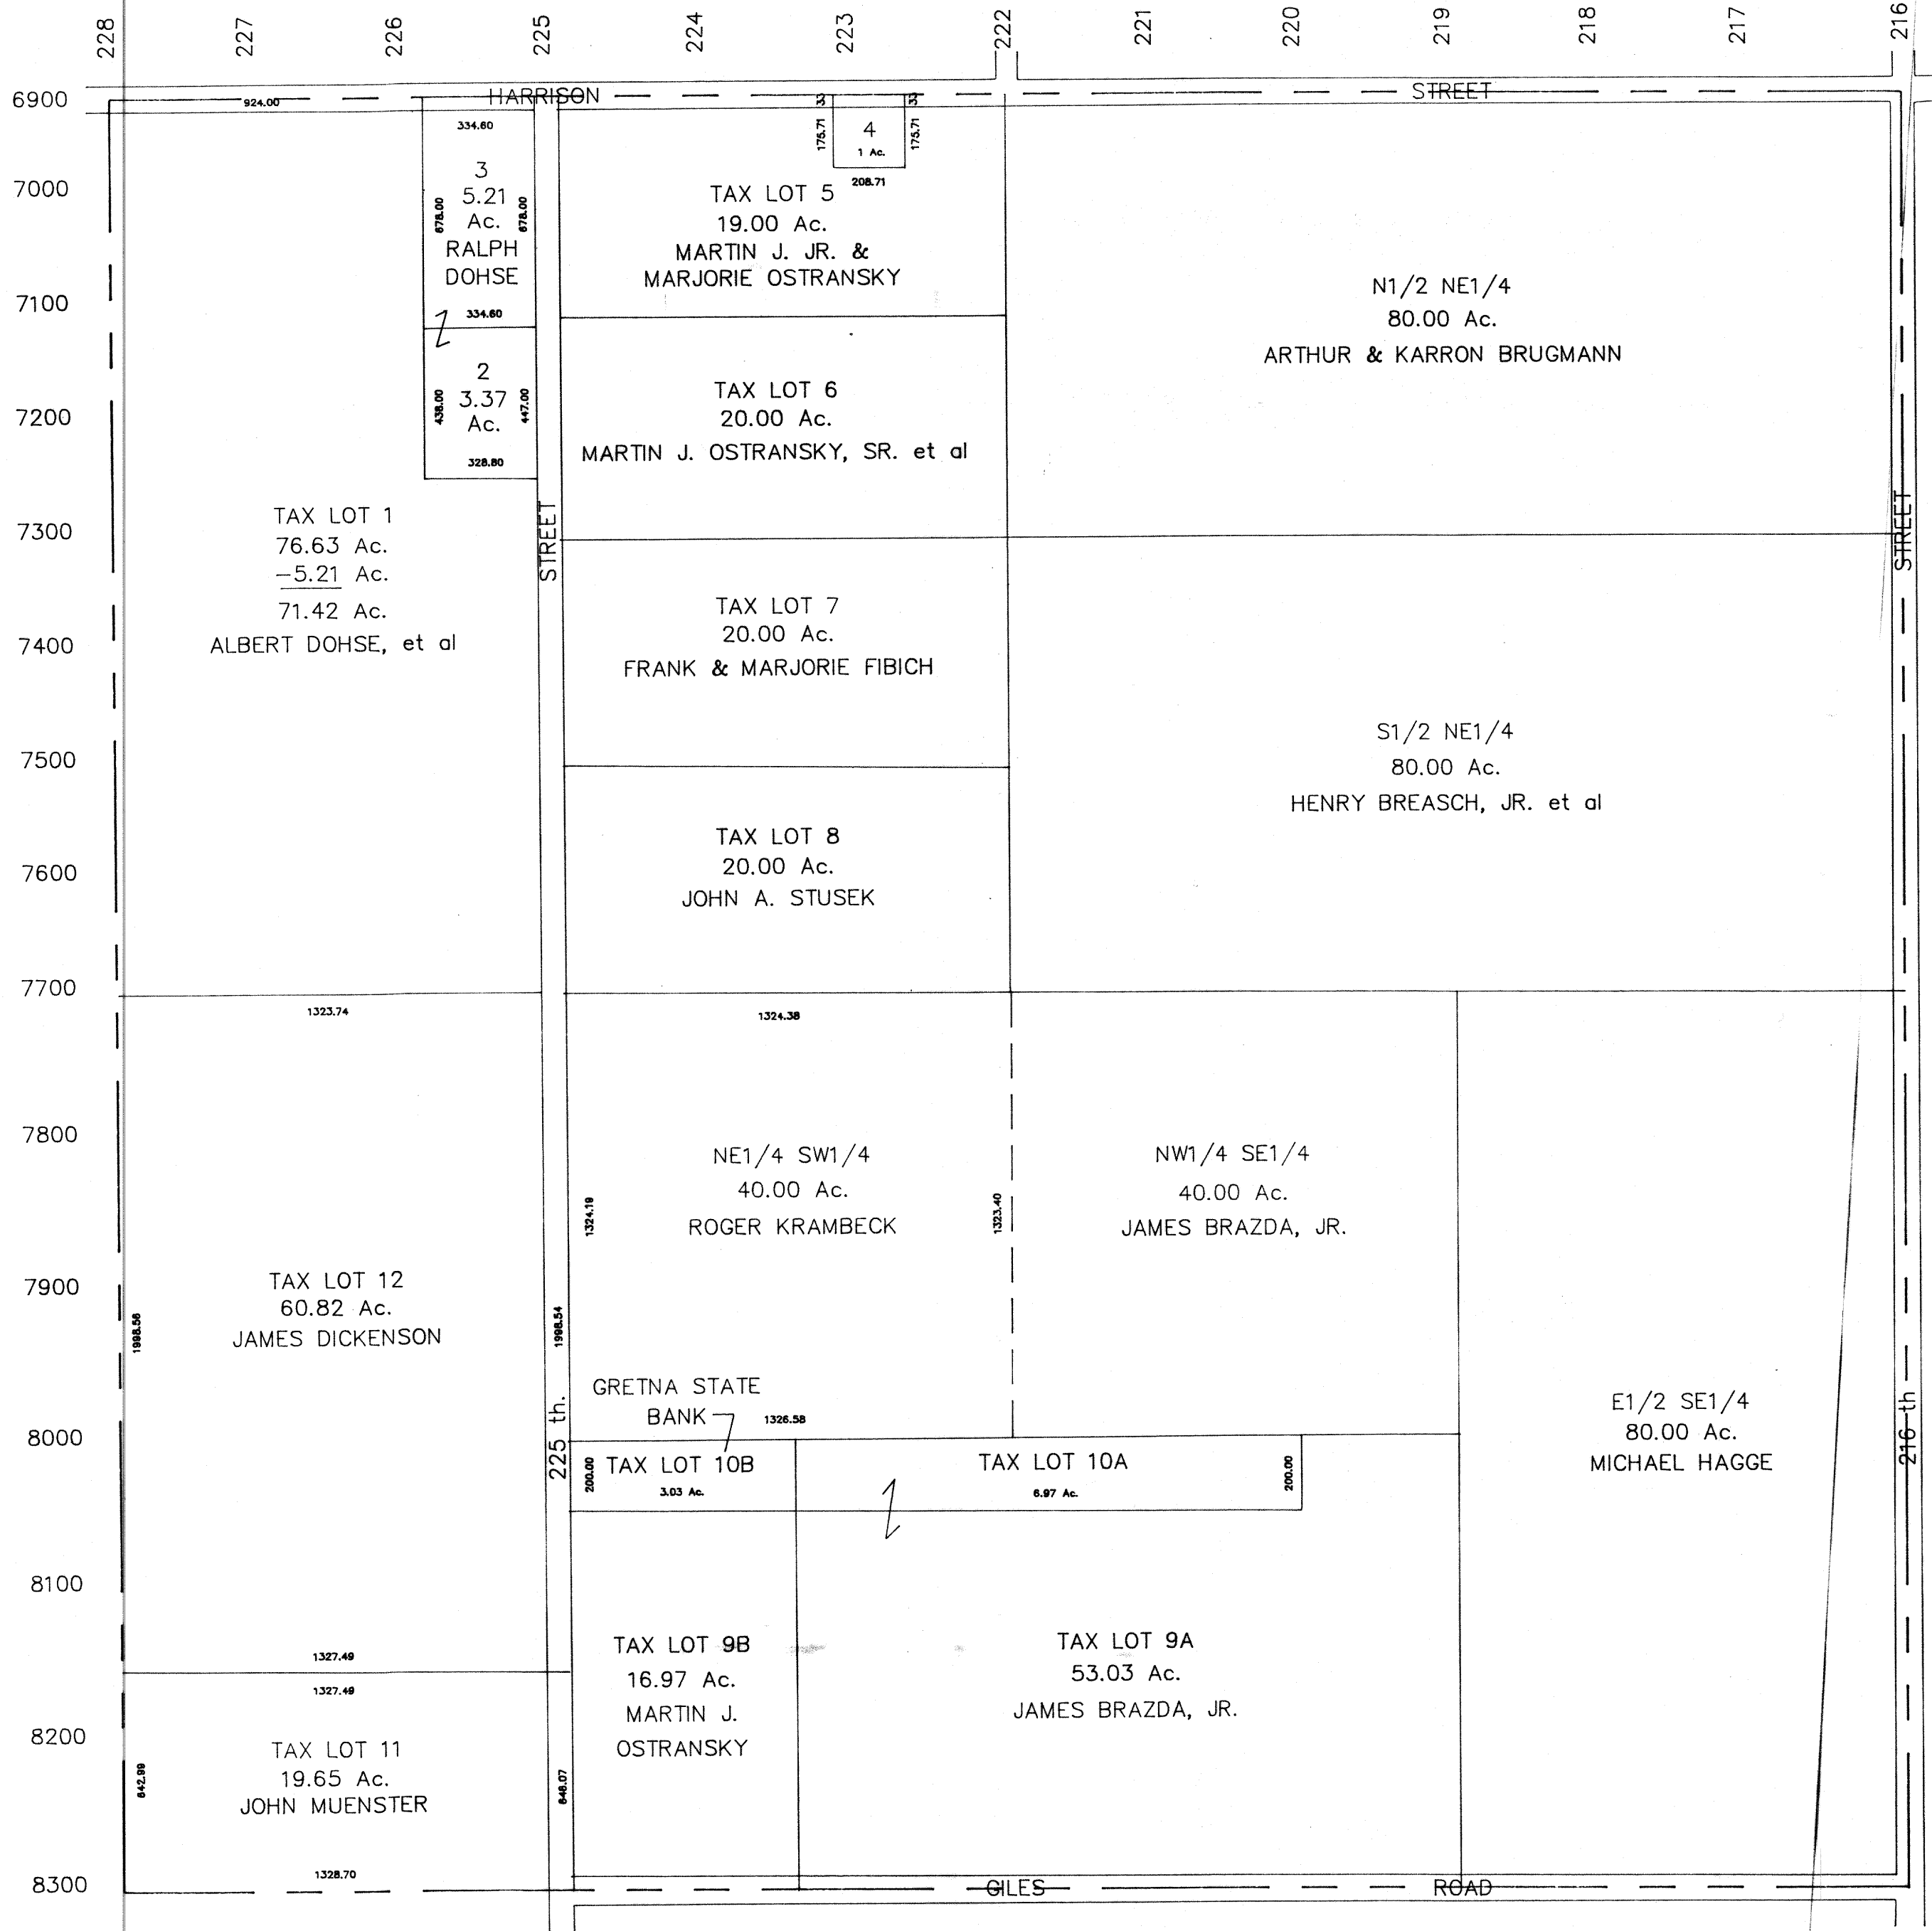 228
227
226
225
224
223
222
221
220
219
218
217
216
6900
7000
7100
7200
7300
7400
7500
7600
7700
7800
7900
8000
8100
8200
8300
HARRISON STREET
924.00
334.60
3
5.21
Ac.
RALPH
DOHSE
678.00
678.00
334.60
2
3.37
Ac.
438.00
447.00
328.80
33
33
175.71
175.71
4
1 Ac.
208.71
TAX LOT 5
19.00 Ac.
MARTIN J. JR. &
MARJORIE OSTRANSKY
N1/2 NE1/4
80.00 Ac.
ARTHUR & KARRON BRUGMANN
TAX LOT 6
20.00 Ac.
MARTIN J. OSTRANSKY, SR. et al
TAX LOT 1
76.63 Ac.
-5.21 Ac.
71.42 Ac.
ALBERT DOHSE, et al
STREET
STREET
TAX LOT 7
20.00 Ac.
FRANK & MARJORIE FIBICH
S1/2 NE1/4
80.00 Ac.
HENRY BREASCH, JR. et al
TAX LOT 8
20.00 Ac.
JOHN A. STUSEK
1323.74
1324.38
NE1/4 SW1/4
40.00 Ac.
ROGER KRAMBECK
1324.19
1323.40
NW1/4 SE1/4
40.00 Ac.
JAMES BRAZDA, JR.
TAX LOT 12
60.82 Ac.
JAMES DICKENSON
1998.56
1998.54
225 th.
GRETNA STATE
BANK
1326.58
TAX LOT 10B
3.03 Ac.
200.00
TAX LOT 10A
6.97 Ac.
200.00
E1/2 SE1/4
80.00 Ac.
MICHAEL HAGGE
216 th
1327.49
1327.49
TAX LOT 9B
16.97 Ac.
MARTIN J.
OSTRANSKY
TAX LOT 9A
53.03 Ac.
JAMES BRAZDA, JR.
TAX LOT 11
19.65 Ac.
JOHN MUENSTER
642.99
648.07
1328.70
GILES ROAD